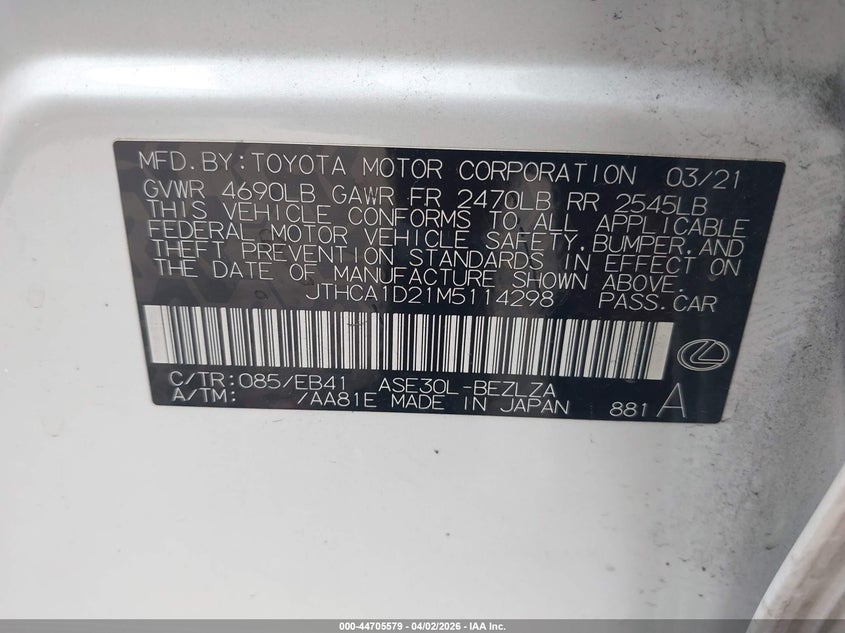 MFD. BY: TOYOTA MOTOR CORPORATION 03/21
GVWR 4690LB GAWR FR 2470LB RR 2545LB
THIS VEHICLE CONFORMS TO ALL APPLICABLE
FEDERAL MOTOR VEHICLE SAFETY, BUMPER, AND
THEFT PREVENTION STANDARDS IN EFFECT ON
THE DATE OF MANUFACTURE SHOWN ABOVE.
JTHCA1D21M5114298 PASS. CAR
C/TR: 085/EB41 ASE30L-BEZLZA
A/TM: /AA81E MADE IN JAPAN 881 A
000-44705579 | 04/02/2026 - IAA Inc.